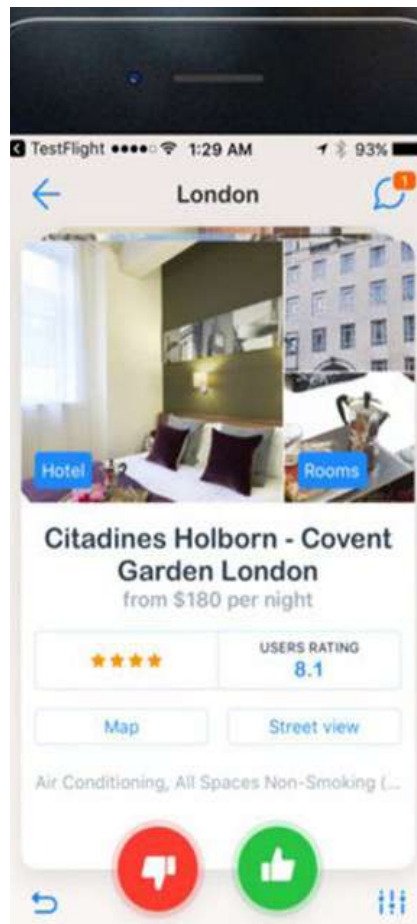 TestFlight 1:29 AM 93%
London
1
Hotel
Rooms
Citadines Holborn - Covent
Garden London
from $180 per night
USERS RATING
8.1
Map
Street view
Air Conditioning, All Spaces Non-Smoking (...